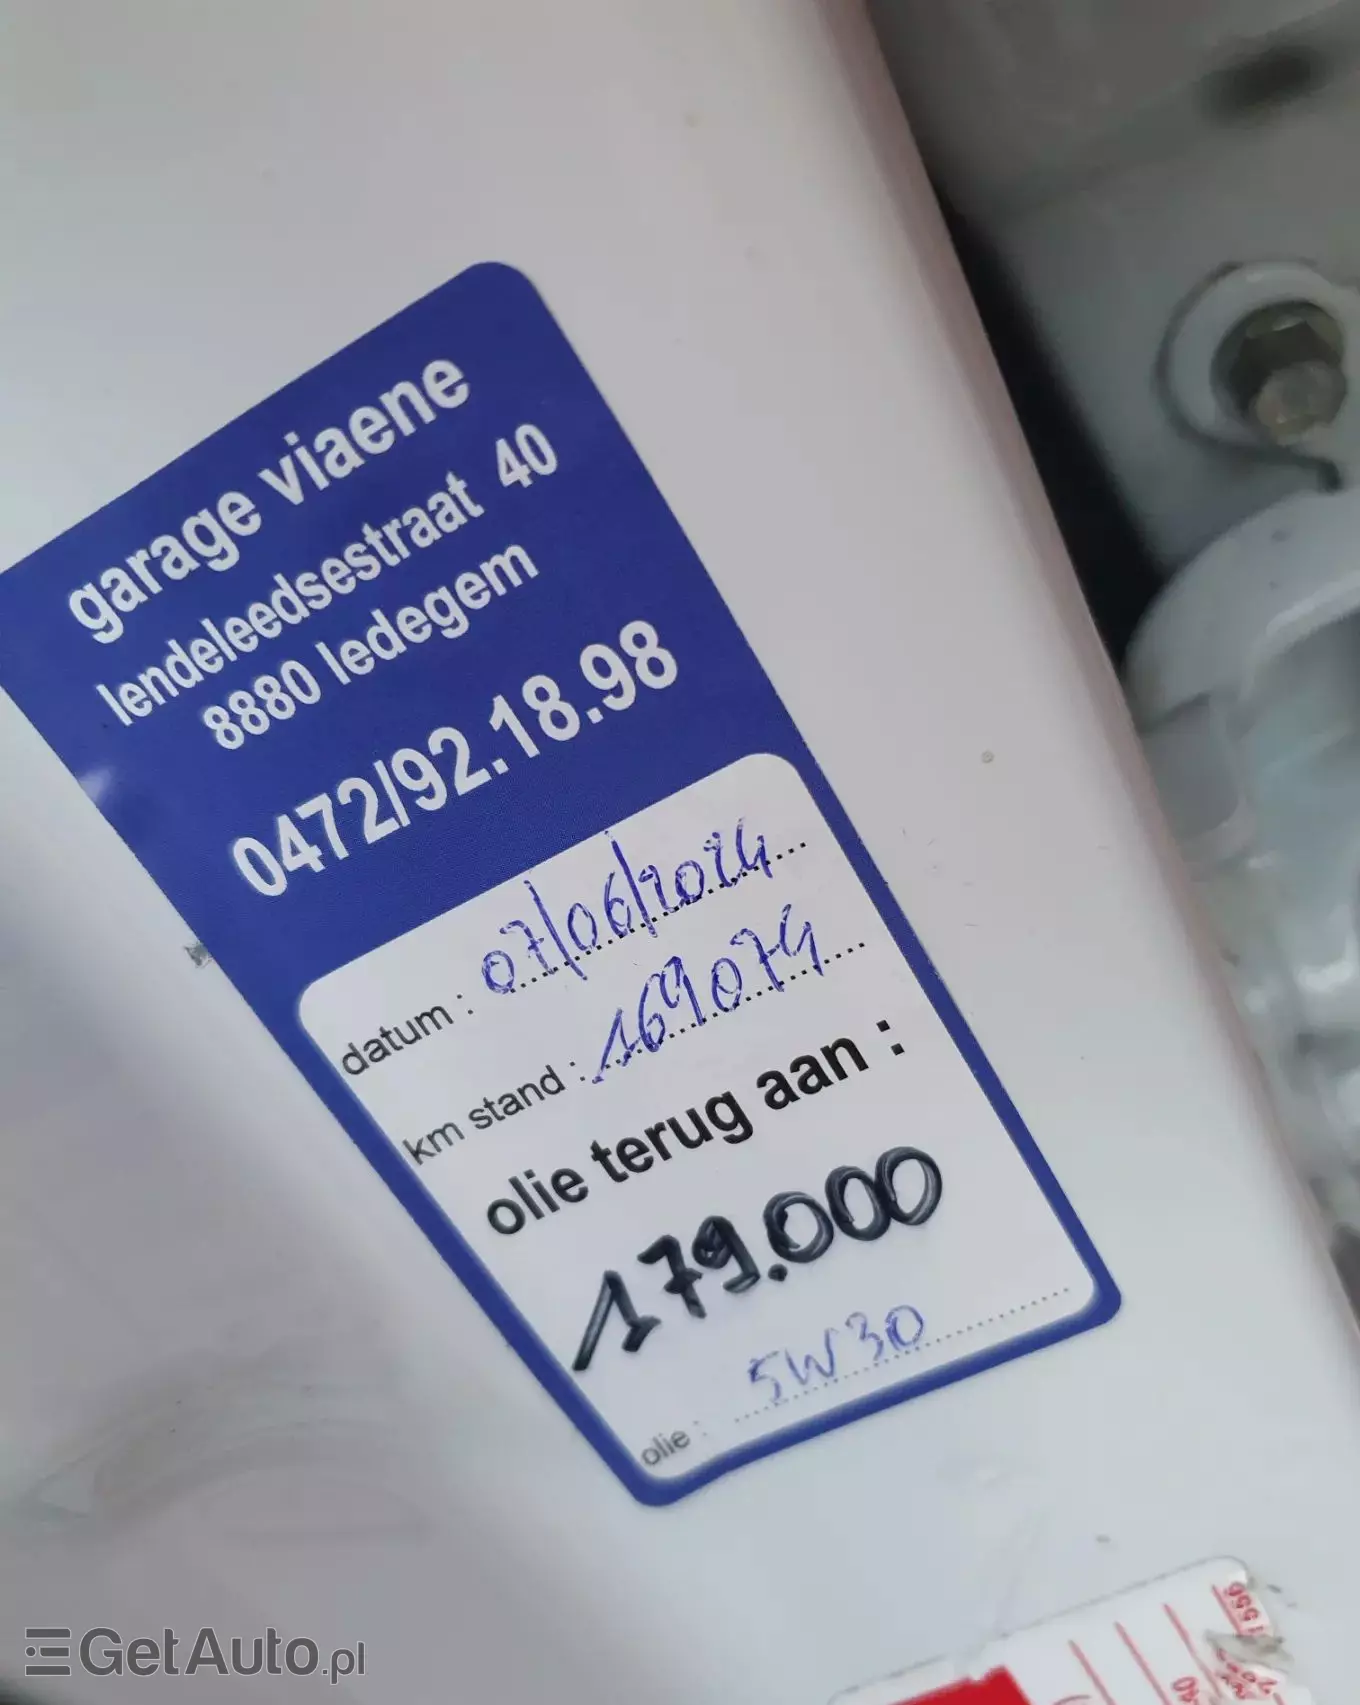 garage viaene
lendeleedsestraat 40
8880 ledegem
0472/92.18.98
datum : 07/06/2024
km stand : 169074
olie terug aan :
179.000
olie : 5W30
GetAuto.pl